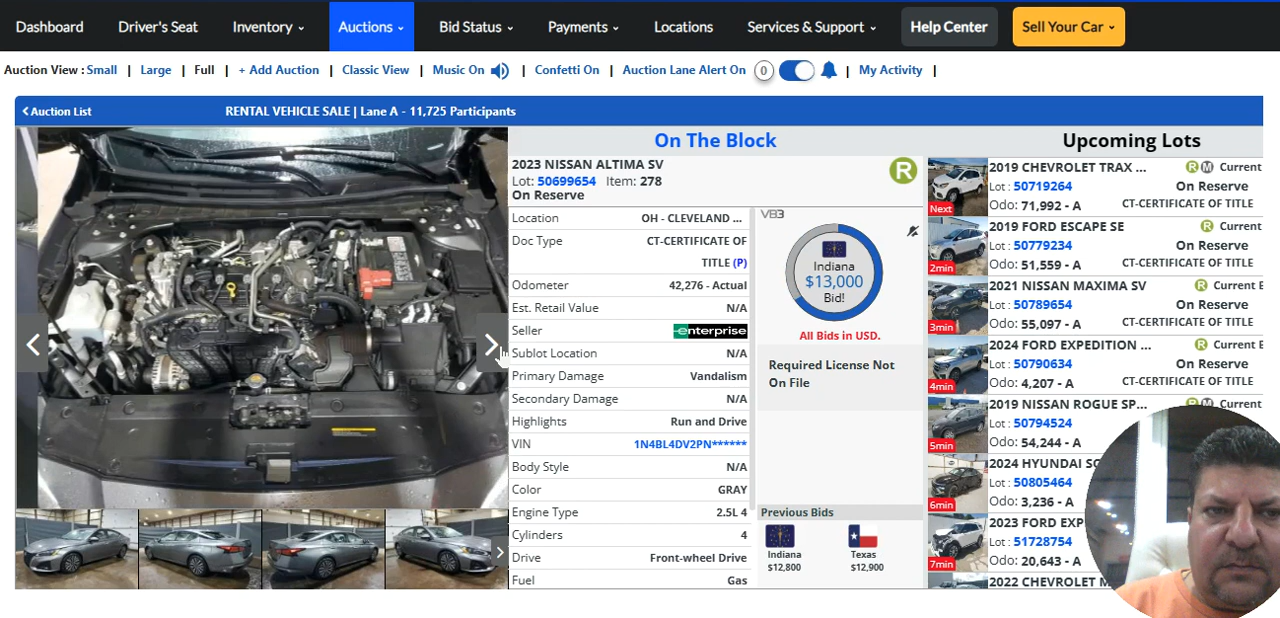 Dashboard Driver's Seat Inventory Auctions Bid Status Payments Locations Services & Support Help Center Sell Your Car
Auction View : Small | Large | Full | + Add Auction | Classic View | Music On | Confetti On | Auction Lane Alert On 0 | My Activity |
Auction List RENTAL VEHICLE SALE | Lane A - 11,725 Participants
On The Block
2023 NISSAN ALTIMA SV
Lot: 50699654 Item: 278
On Reserve
R
Location OH - CLEVELAND ...
Doc Type CT-CERTIFICATE OF
TITLE (P)
Odometer 42,276 - Actual
Est. Retail Value N/A
Seller enterprise
Sublot Location N/A
Primary Damage Vandalism
Secondary Damage N/A
Highlights Run and Drive
VIN 1N4BL4DV2PN******
Body Style N/A
Color GRAY
Engine Type 2.5L 4
Cylinders 4
Drive Front-wheel Drive
Fuel Gas
VB3
Indiana
$13,000
Bid!
All Bids in USD.
Required License Not
On File
Previous Bids
Indiana Texas
$12,800 $12,900
Upcoming Lots
2019 CHEVROLET TRAX ... R M Current
Lot : 50719264 On Reserve
Odo: 71,992 - A CT-CERTIFICATE OF TITLE
Next
2019 FORD ESCAPE SE R Current
Lot : 50779234 On Reserve
Odo: 51,559 - A CT-CERTIFICATE OF TITLE
2min
2021 NISSAN MAXIMA SV R Current
Lot : 50789654 On Reserve
Odo: 55,097 - A CT-CERTIFICATE OF TITLE
3min
2024 FORD EXPEDITION ... R Current
Lot : 50790634 On Reserve
Odo: 4,207 - A CT-CERTIFICATE OF TITLE
4min
2019 NISSAN ROGUE SP... R M Current
Lot : 50794524
Odo: 54,244 - A
5min
2024 HYUNDAI
Lot : 50805464
Odo: 3,236 - A
6min
2023 FORD EXP
Lot : 51728754
Odo: 20,643 - A
7min
2022 CHEVROLET M